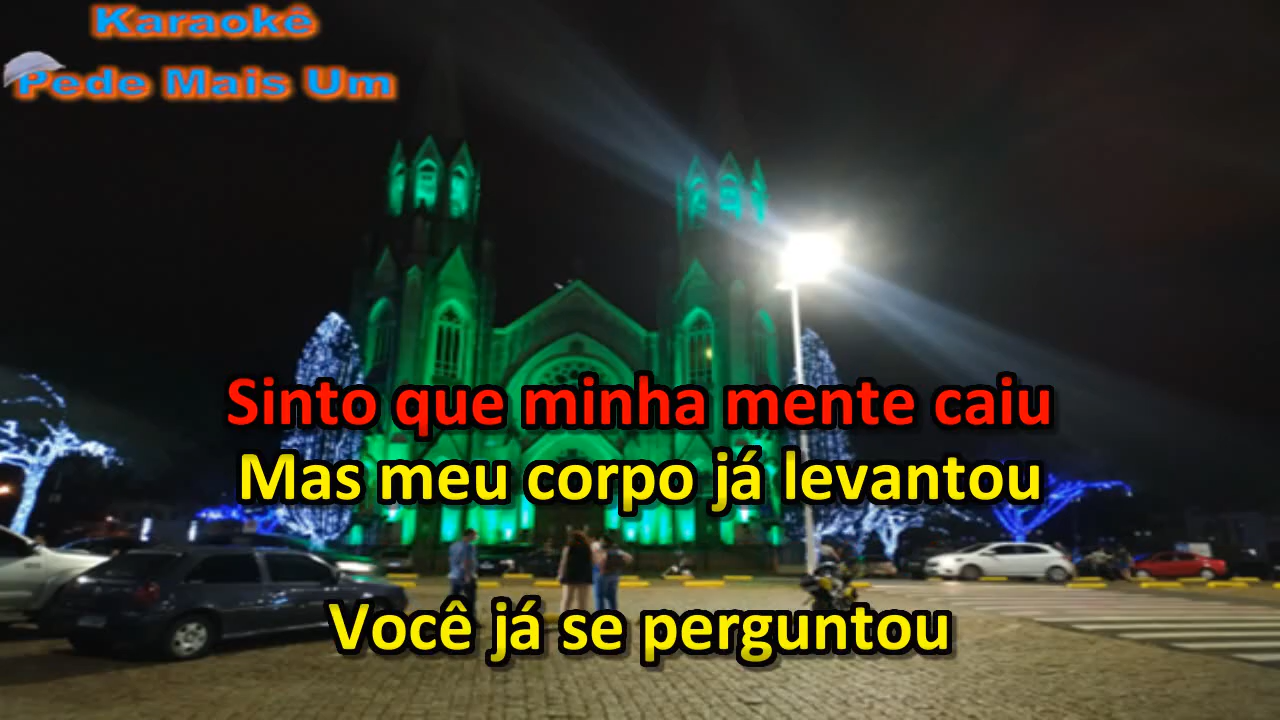 Karaokê
Pede Mais Um
Sinto que minha mente caiu
Mas meu corpo já levantou
Você já se perguntou